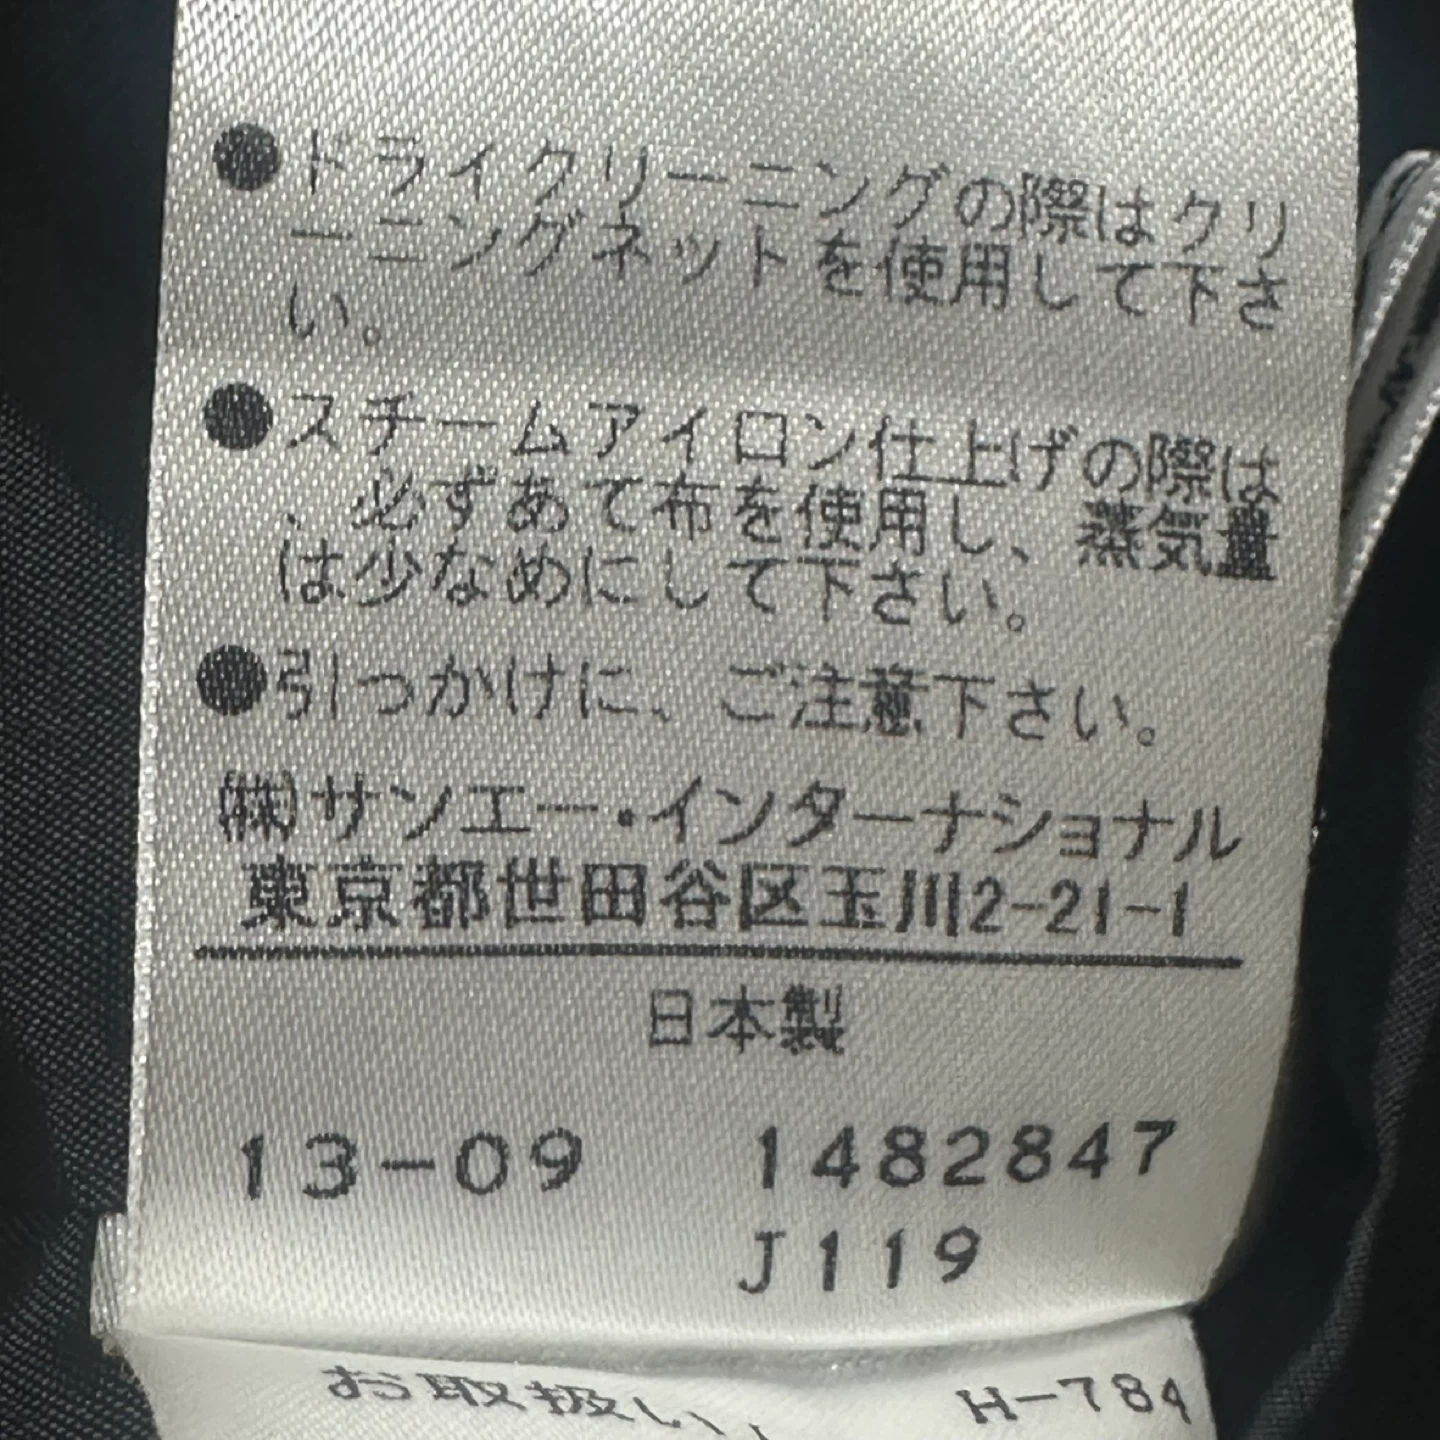 ●ドライクリーニングの際はクリ
ーニングネットを使用して下さ
い。
●スチームアイロン仕上げの際は
、必ずあて布を使用し、蒸気量
は少なめにして下さい。
●引っかけに、ご注意下さい。
㈱サンエー・インターナショナル
東京都世田谷区玉川2-21-1
日本製
13-09 1482847
J119
お取扱い H-784